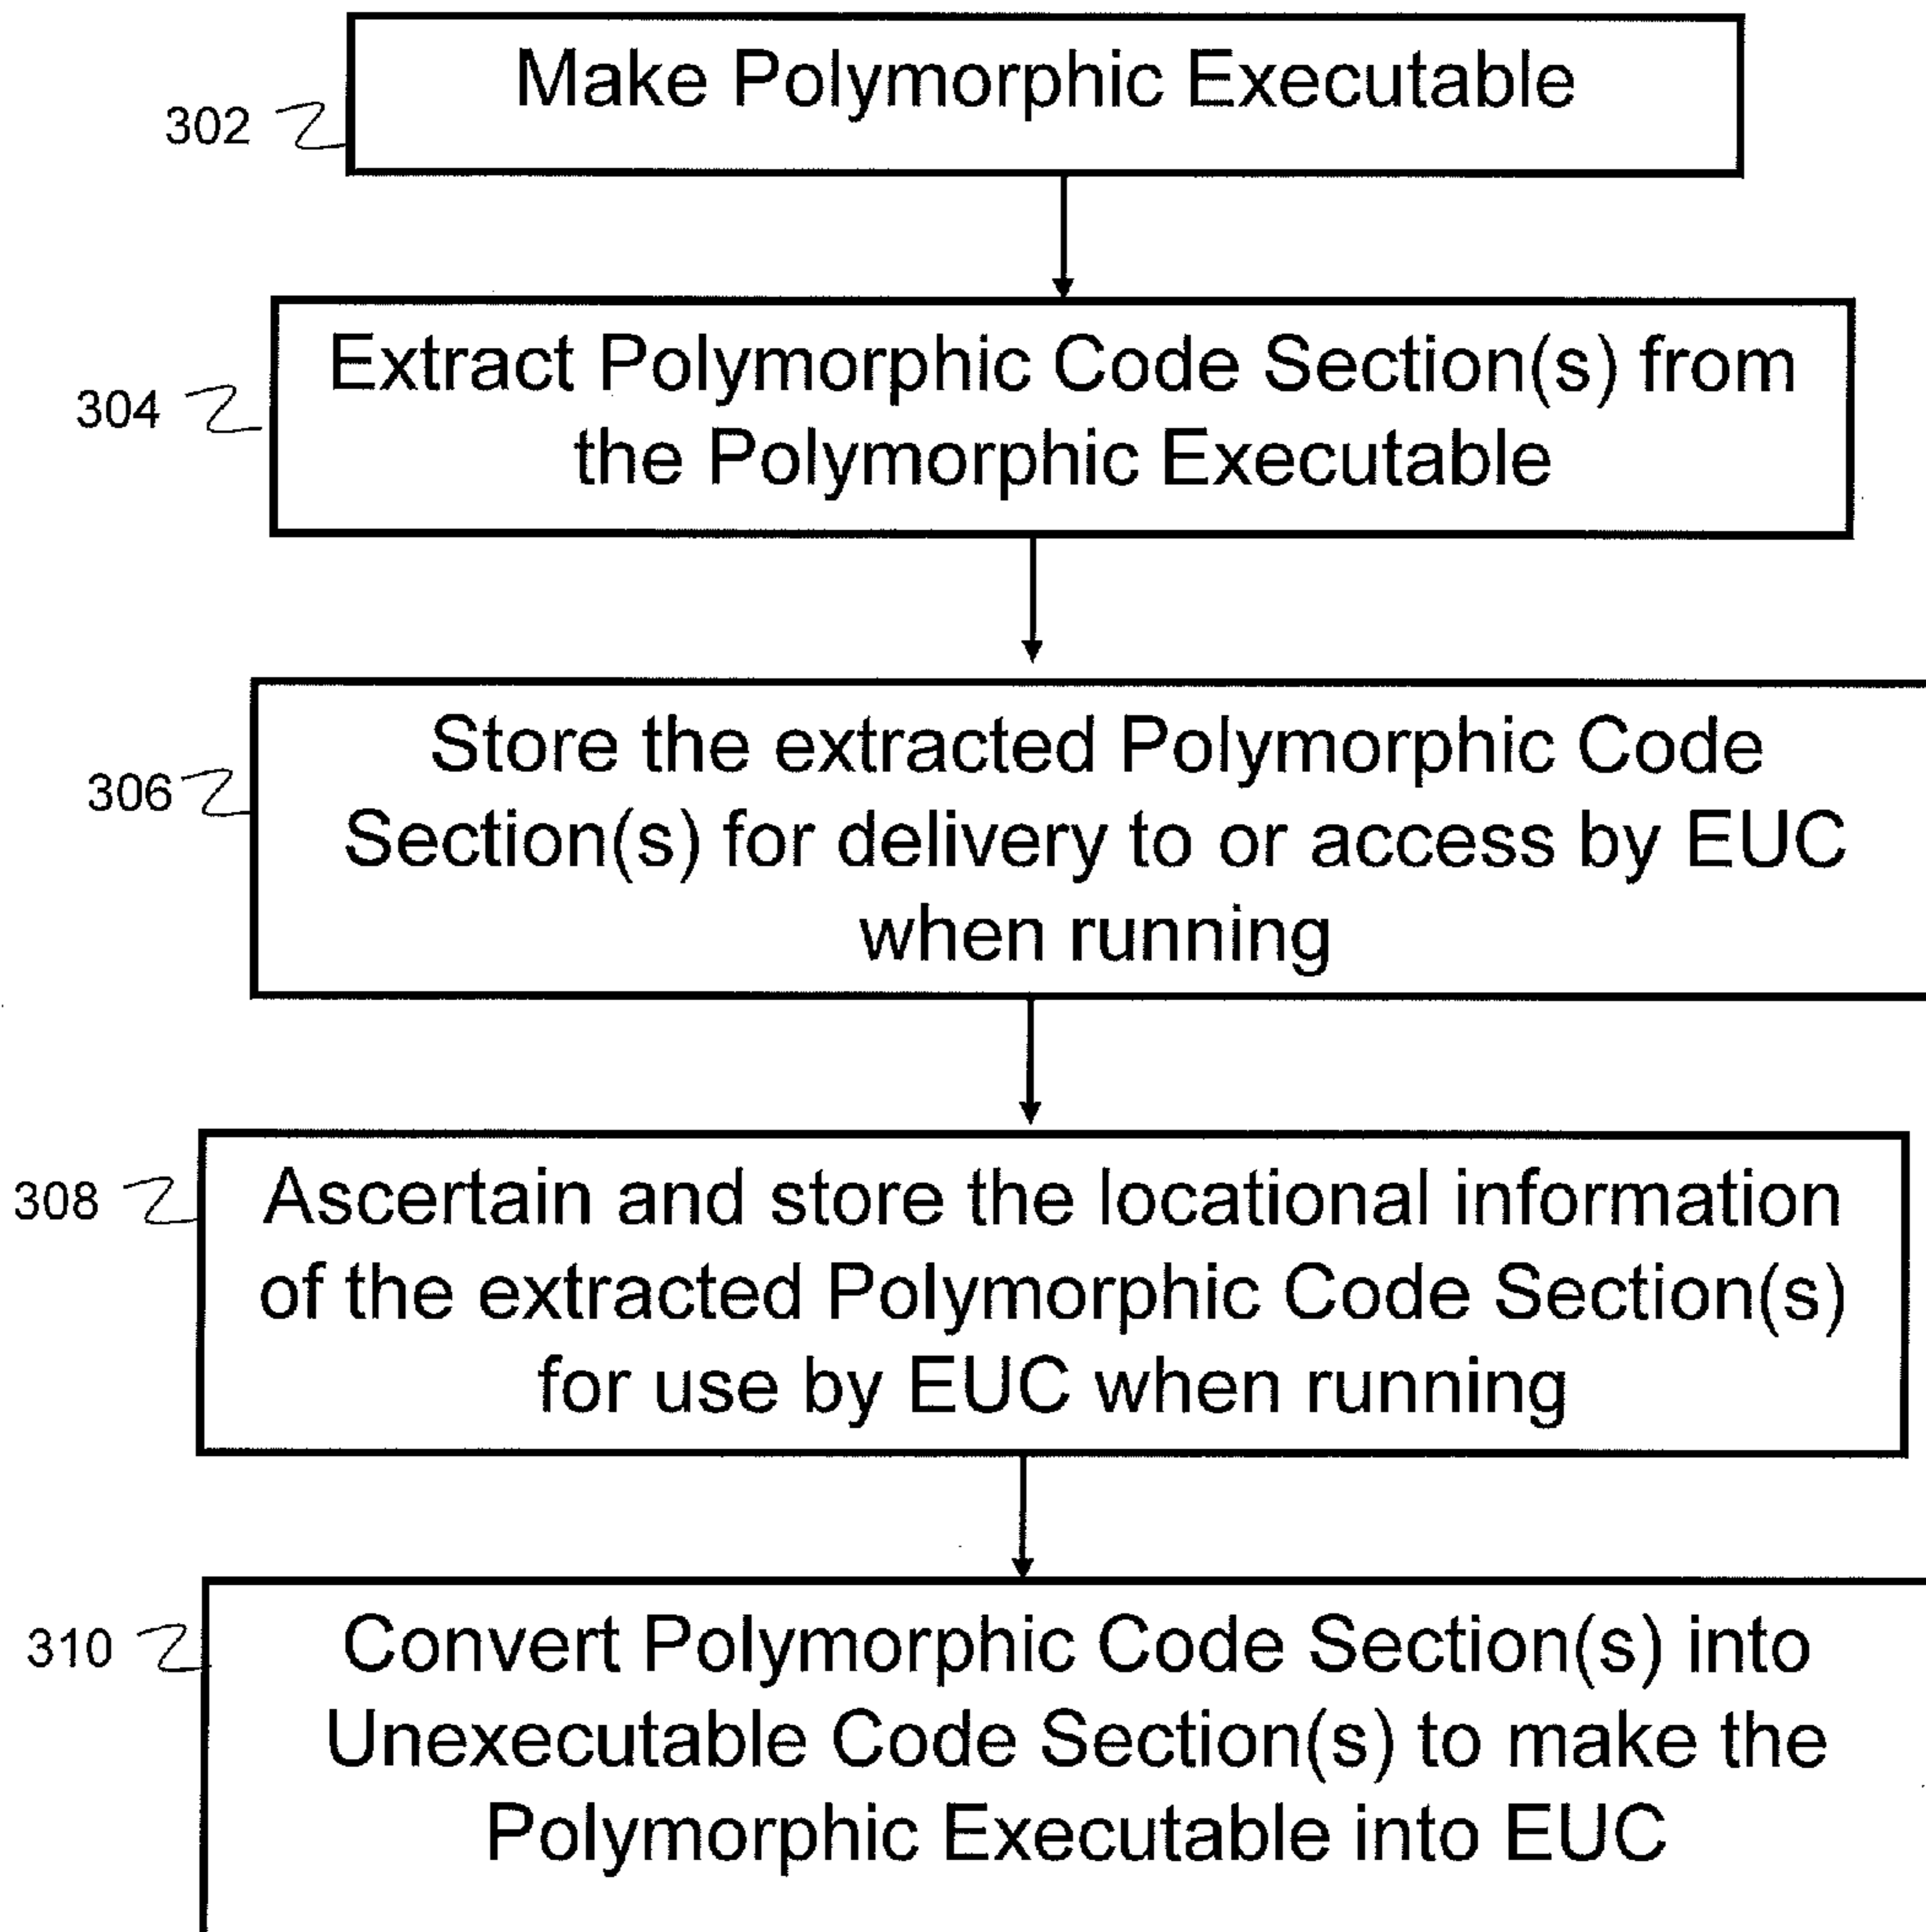 Make Polymorphic Executable
302
Extract Polymorphic Code Section(s) from
the Polymorphic Executable
304
Store the extracted Polymorphic Code
Section(s) for delivery to or access by EUC
when running
306
Ascertain and store the locational information
of the extracted Polymorphic Code Section(s)
for use by EUC when running
308
Convert Polymorphic Code Section(s) into
Unexecutable Code Section(s) to make the
Polymorphic Executable into EUC
310